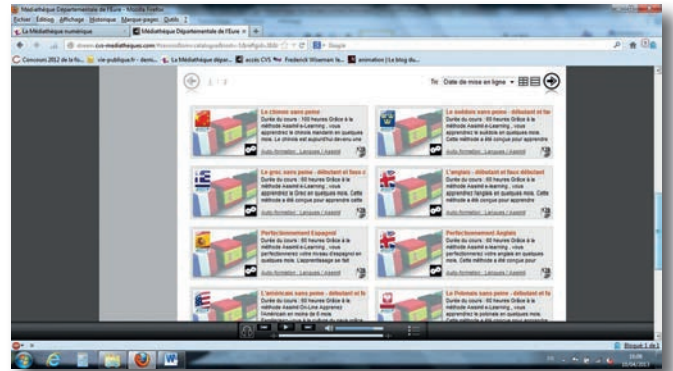 Médiathèque Départementale de l'Eure - Mozilla Firefox
Fichier Édition Affichage Historique Marque-pages Outils ?
La Médiathèque numérique
Médiathèque Départementale de l'Eure
Concours 2012 de la fo...
vie-publique.fr - dem...
La Médiathèque dépar...
accès CVS
Frederick Wiseman la...
animation | Le blog du...
Tri: Date de mise en ligne
Le chinois sans peine
Durée du cours : 100 heures Grâce à la
méthode Assimil e-Learning , vous
apprendrez le chinois mandarin en quelques
mois. Le chinois est aujourd'hui devenu une
Auto-formation : Langues / Assimil
Le suédois sans peine - débutant et fau
Durée du cours : 60 heures Grâce à la
méthode Assimil e-Learning , vous
apprendrez le suédois en quelques mois.
Cette méthode a été conçue pour apprendre
Auto-formation : Langues / Assimil
Le grec sans peine - débutant et faux d
Durée du cours : 60 heures Grâce à la
méthode Assimil e-Learning , vous
apprendrez le Grec en quelques mois. Cette
méthode a été conçue pour apprendre cette
Auto-formation : Langues / Assimil
L'anglais - débutant et faux débutant
Durée du cours : 60 heures Grâce à la
méthode Assimil e-learning , vous
apprendrez l'anglais en quelques mois. Cette
méthode a été conçue pour apprendre
Auto-formation : Langues / Assimil
Perfectionnement Espagnol
Durée du cours : 60 heures Grâce à la
méthode Assimil e-Learning , vous
perfectionnerez votre niveau d'espagnol en
quelques mois. L'apprentissage se fait
Auto-formation : Langues / Assimil
Perfectionnement Anglais
Durée du cours : 60 heures Grâce à la
méthode Assimil e-Learning , vous
perfectionnerez votre anglais en quelques
mois. Cette méthode a été conçue pour
Auto-formation : Langues / Assimil
L'américain sans peine - débutant et fa
Durée du cours : 60 heures Grâce à la
méthode Assimil On-Line Apprenez
l'Américain en moins de 6 mois
Le Polonais sans peine - débutant et fa
Durée du cours : 60 heures Grâce à la
méthode Assimil e-Learning , vous
apprendrez le polonais en quelques mois.
Cette méthode a été conçue pour apprendre
Bloqué 1 de 1
FR
10/04/2013